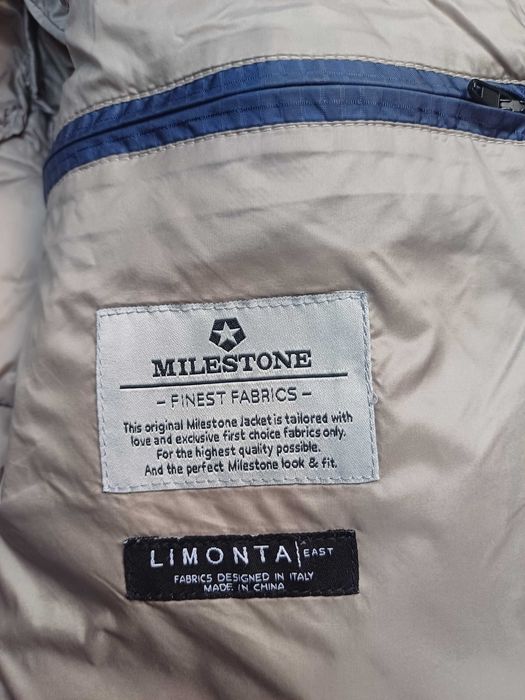 MILESTONE
- FINEST FABRICS -
This original Milestone Jacket is tailored with
love and exclusive first choice fabrics only.
For the highest quality possible.
And the perfect Milestone look & fit.
LIMONTA|EAST
FABRICS DESIGNED IN ITALY
MADE IN CHINA